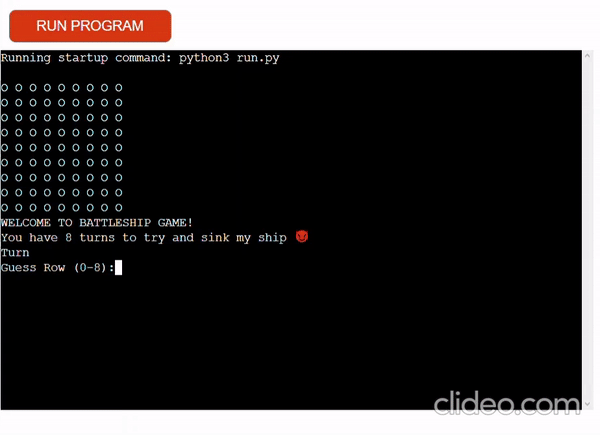 RUN PROGRAM
Running startup command: python3 run.py
O O O O O O O O O
O O O O O O O O O
O O O O O O O O O
O O O O O O O O O
O O O O O O O O O
O O O O O O O O O
O O O O O O O O O
O O O O O O O O O
O O O O O O O O O
WELCOME TO BATTLESHIP GAME!
You have 8 turns to try and sink my ship 😈
Turn
Guess Row (0-8):
clideo.com